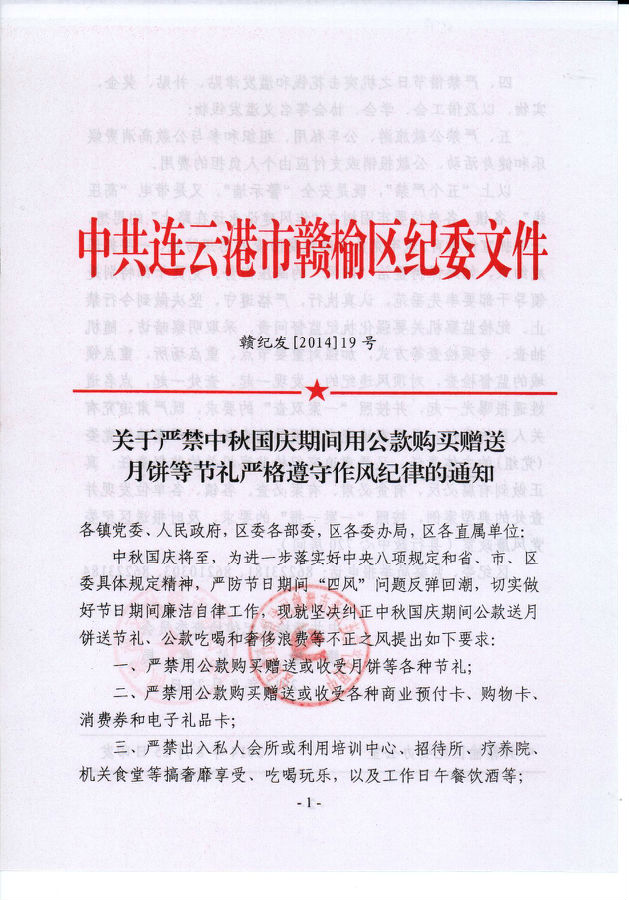 中共连云港市赣榆区纪委文件
赣纪发[2014]19 号
关于严禁中秋国庆期间用公款购买赠送
月饼等节礼严格遵守作风纪律的通知
各镇党委、人民政府，区委各部委，区各委办局，区各直属单位：
中秋国庆将至，为进一步落实好中央八项规定和省、市、区
委具体规定精神，严防节日期间“四风”问题反弹回潮，切实做
好节日期间廉洁自律工作，现就坚决纠正中秋国庆期间公款送月
饼送节礼、公款吃喝和奢侈浪费等不正之风提出如下要求：
一、严禁用公款购买赠送或收受月饼等各种节礼；
二、严禁用公款购买赠送或收受各种商业预付卡、购物卡、
消费券和电子礼品卡；
三、严禁出入私人会所或利用培训中心、招待所、疗养院、
机关食堂等搞奢靡享受、吃喝玩乐，以及工作日午餐饮酒等；
- 1 -